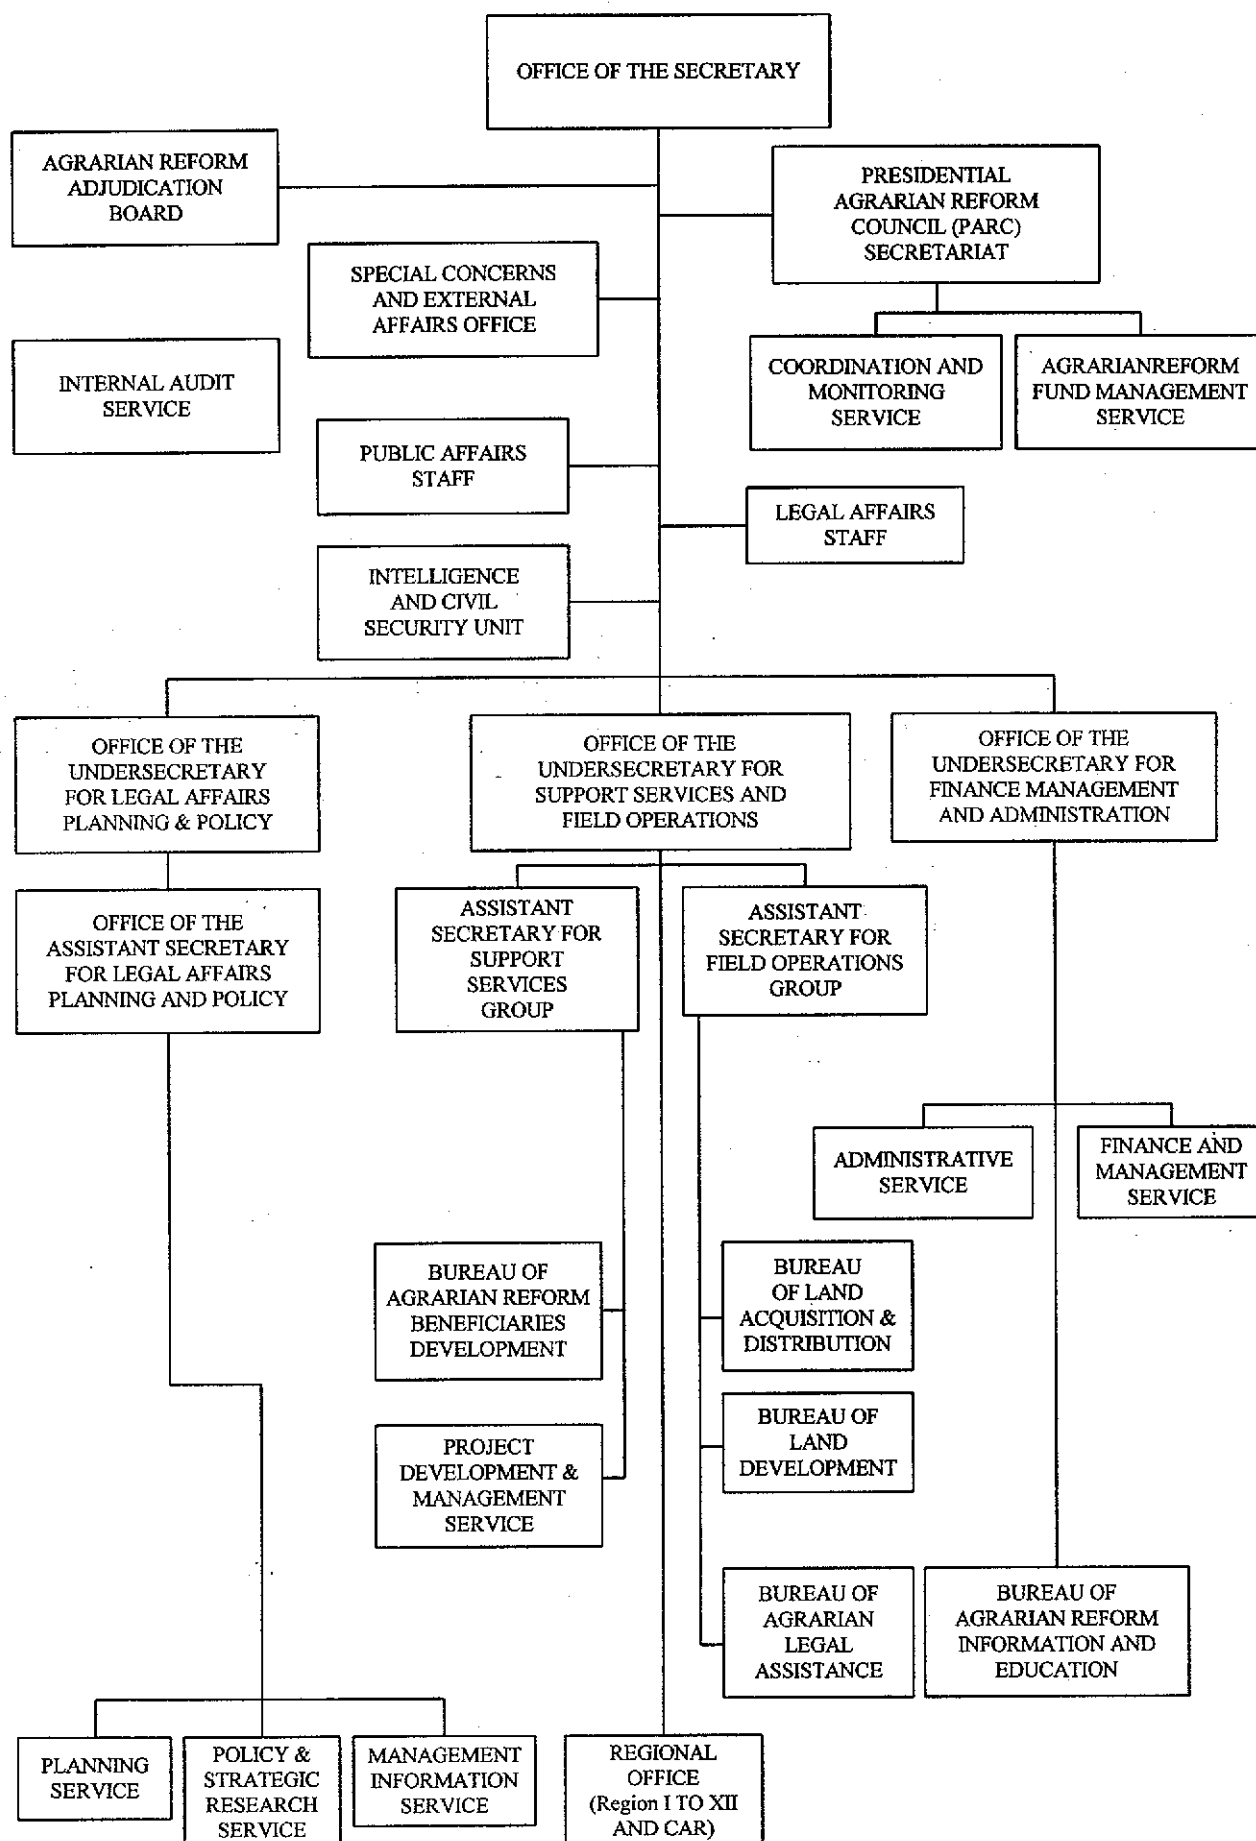 OFFICE OF THE SECRETARY
AGRARIAN REFORM
ADJUDICATION
BOARD
PRESIDENTIAL
AGRARIAN REFORM
COUNCIL (PARC)
SECRETARIAT
SPECIAL CONCERNS
AND EXTERNAL
AFFAIRS OFFICE
INTERNAL AUDIT
SERVICE
COORDINATION AND
MONITORING
SERVICE
AGRARIANREFORM
FUND MANAGEMENT
SERVICE
PUBLIC AFFAIRS
STAFF
LEGAL AFFAIRS
STAFF
INTELLIGENCE
AND CIVIL
SECURITY UNIT
OFFICE OF THE
UNDERSECRETARY
FOR LEGAL AFFAIRS
PLANNING & POLICY
OFFICE OF THE
UNDERSECRETARY FOR
SUPPORT SERVICES AND
FIELD OPERATIONS
OFFICE OF THE
UNDERSECRETARY FOR
FINANCE MANAGEMENT
AND ADMINISTRATION
OFFICE OF THE
ASSISTANT SECRETARY
FOR LEGAL AFFAIRS
PLANNING AND POLICY
ASSISTANT
SECRETARY FOR
SUPPORT
SERVICES
GROUP
ASSISTANT
SECRETARY FOR
FIELD OPERATIONS
GROUP
ADMINISTRATIVE
SERVICE
FINANCE AND
MANAGEMENT
SERVICE
BUREAU OF
AGRARIAN REFORM
BENEFICIARIES
DEVELOPMENT
BUREAU
OF LAND
ACQUISITION &
DISTRIBUTION
PROJECT
DEVELOPMENT &
MANAGEMENT
SERVICE
BUREAU OF
LAND
DEVELOPMENT
BUREAU OF
AGRARIAN
LEGAL
ASSISTANCE
BUREAU OF
AGRARIAN REFORM
INFORMATION AND
EDUCATION
PLANNING
SERVICE
POLICY &
STRATEGIC
RESEARCH
SERVICE
MANAGEMENT
INFORMATION
SERVICE
REGIONAL
OFFICE
(Region I TO XII
AND CAR)